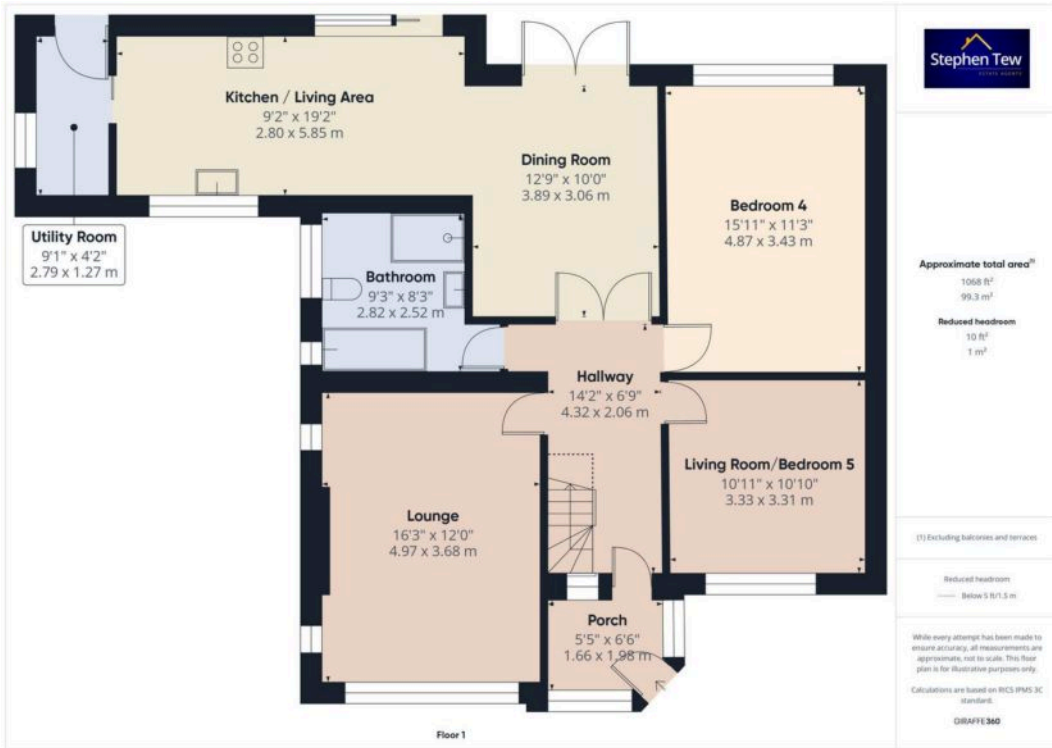 Kitchen / Living Area
9'2" x 19'2"
2.80 x 5.85 m
Dining Room
12'9" x 10'0"
3.89 x 3.06 m
Bedroom 4
15'11" x 11'3"
4.87 x 3.43 m
Utility Room
9'1" x 4'2"
2.79 x 1.27 m
Bathroom
9'3" x 8'3"
2.82 x 2.52 m
Hallway
14'2" x 6'9"
4.32 x 2.06 m
Living Room/Bedroom 5
10'11" x 10'10"
3.33 x 3.31 m
Lounge
16'3" x 12'0"
4.97 x 3.68 m
Porch
5'5" x 6'6"
1.66 x 1.98 m
Floor 1
Stephen Tew
ESTATE AGENTS
Approximate total area(1)
1068 ft²
99.3 m²
Reduced headroom
10 ft²
1 m²
(1) Excluding balconies and terraces
Reduced headroom
Below 5 ft/1.5 m
While every attempt has been made to
ensure accuracy, all measurements are
approximate, not to scale. This floor
plan is for illustrative purposes only.
Calculations are based on RICS IPMS 3C
standard.
GIRAFFE360